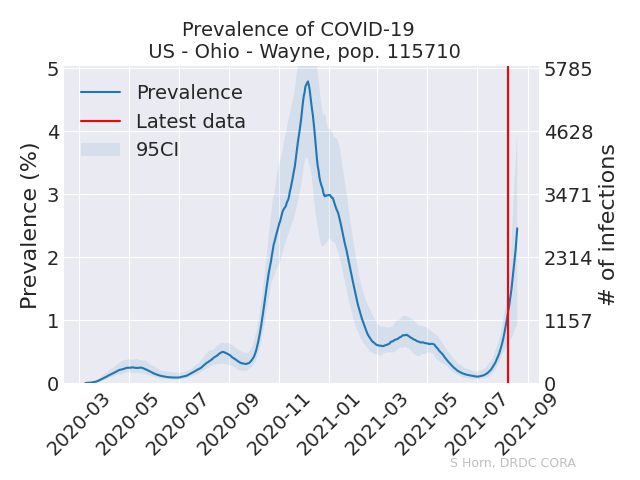 Prevalence of COVID-19
US - Ohio - Wayne, pop. 115710
Prevalence
Latest data
95CI
Prevalence (%)
5
4
3
2
1
0
5785
4628
3471
2314
1157
0
# of infections
2020-03
2020-05
2020-07
2020-09
2020-11
2021-01
2021-03
2021-05
2021-07
2021-09
S Horn, DRDC CORA